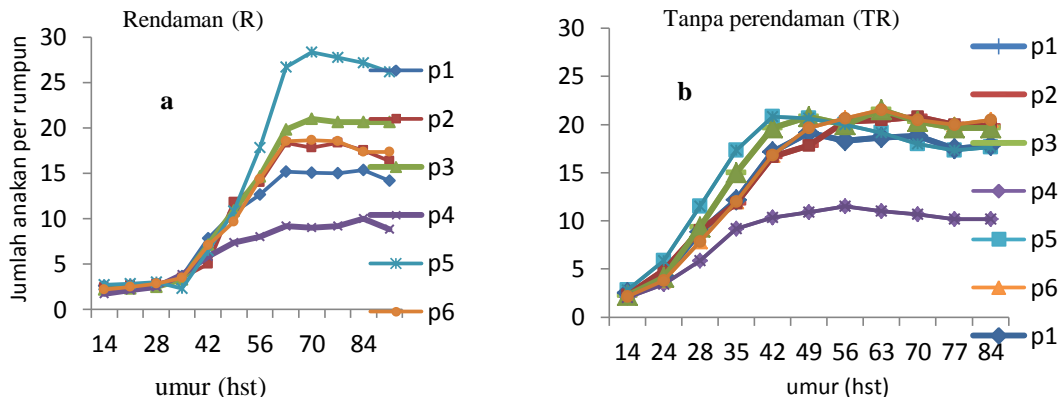 Rendaman (R)
Jumlah anakan per rumpun
30
25
20
15
10
5
0
a
14 28 42 56 70 84
umur (hst)
p1
p2
p3
p4
p5
p6
Tanpa perendaman (TR)
30
25
20
15
10
5
0
b
14 24 28 35 42 49 56 63 70 77 84
umur (hst)
p1
p2
p3
p4
p5
p6
p1